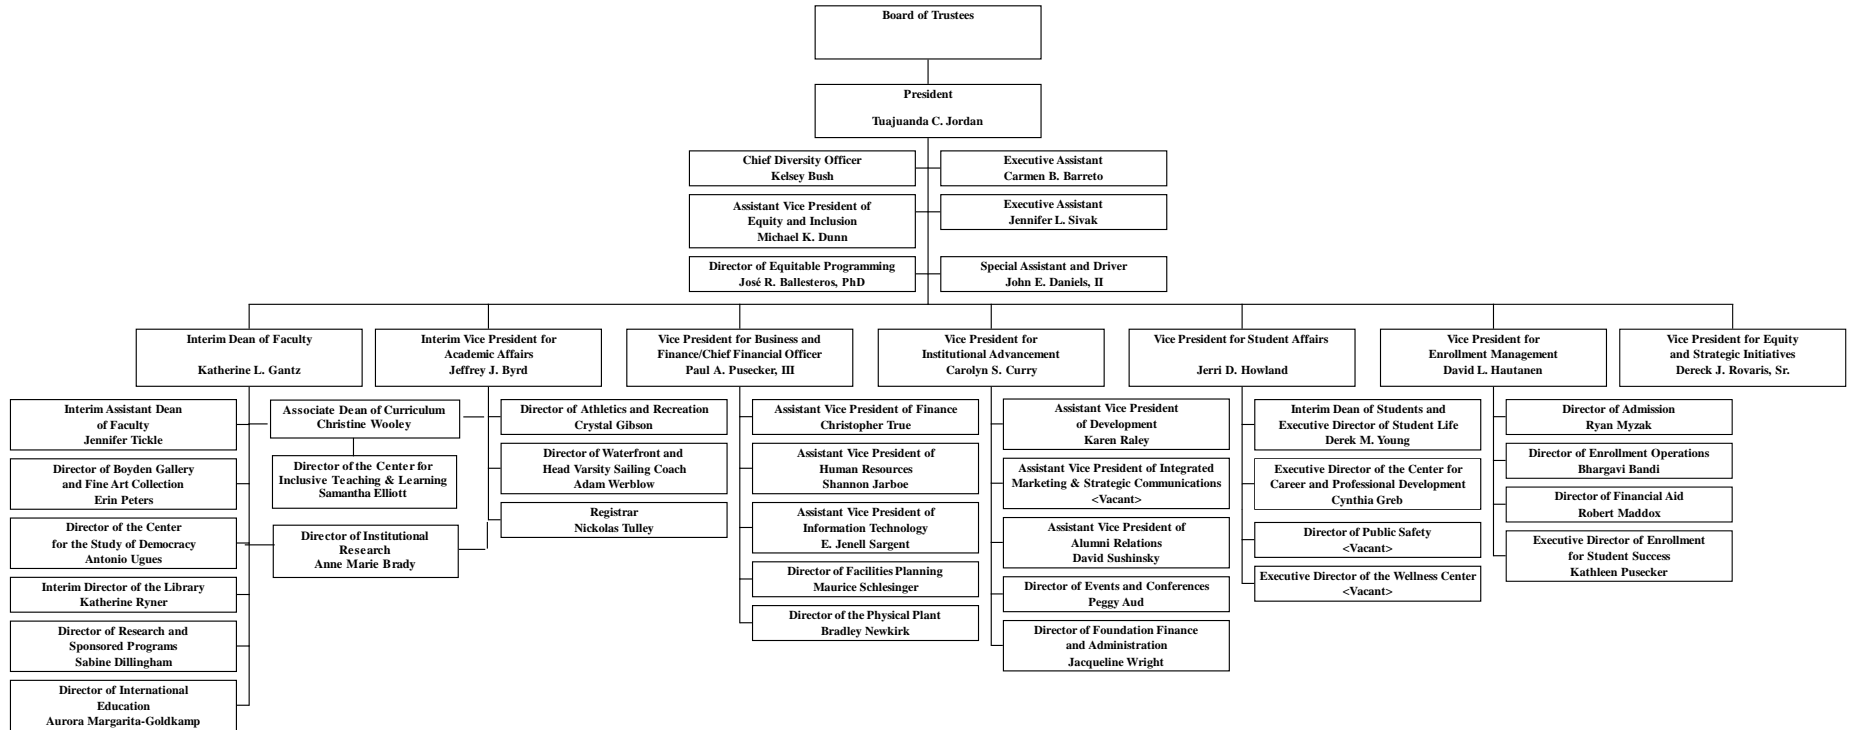 Board of Trustees
President
Tuajuanda C. Jordan
Chief Diversity Officer
Kelsey Bush
Executive Assistant
Carmen B. Barreto
Assistant Vice President of
Equity and Inclusion
Michael K. Dunn
Executive Assistant
Jennifer L. Sivak
Director of Equitable Programming
José R. Ballesteros, PhD
Special Assistant and Driver
John E. Daniels, II
Interim Dean of Faculty
Katherine L. Gantz
Interim Vice President for
Academic Affairs
Jeffrey J. Byrd
Vice President for Business and
Finance/Chief Financial Officer
Paul A. Pusecker, III
Vice President for
Institutional Advancement
Carolyn S. Curry
Vice President for Student Affairs
Jerri D. Howland
Vice President for
Enrollment Management
David L. Hautanen
Vice President for Equity
and Strategic Initiatives
Dereck J. Rovaris, Sr.
Interim Assistant Dean
of Faculty
Jennifer Tickle
Director of Boyden Gallery
and Fine Art Collection
Erin Peters
Director of the Center
for the Study of Democracy
Antonio Ugues
Interim Director of the Library
Katherine Ryner
Director of Research and
Sponsored Programs
Sabine Dillingham
Director of International
Education
Aurora Margarita-Goldkamp
Associate Dean of Curriculum
Christine Wooley
Director of the Center for
Inclusive Teaching & Learning
Samantha Elliott
Director of Institutional
Research
Anne Marie Brady
Director of Athletics and Recreation
Crystal Gibson
Director of Waterfront and
Head Varsity Sailing Coach
Adam Werblow
Registrar
Nickolas Tulley
Assistant Vice President of Finance
Christopher True
Assistant Vice President of
Human Resources
Shannon Jarboe
Assistant Vice President of
Information Technology
E. Jenell Sargent
Director of Facilities Planning
Maurice Schlesinger
Director of the Physical Plant
Bradley Newkirk
Assistant Vice President
of Development
Karen Raley
Assistant Vice President of Integrated
Marketing & Strategic Communications
<Vacant>
Assistant Vice President of
Alumni Relations
David Sushinsky
Director of Events and Conferences
Peggy Aud
Director of Foundation Finance
and Administration
Jacqueline Wright
Interim Dean of Students and
Executive Director of Student Life
Derek M. Young
Executive Director of the Center for
Career and Professional Development
Cynthia Greb
Director of Public Safety
<Vacant>
Executive Director of the Wellness Center
<Vacant>
Director of Admission
Ryan Myzak
Director of Enrollment Operations
Bhargavi Bandi
Director of Financial Aid
Robert Maddox
Executive Director of Enrollment
for Student Success
Kathleen Pusecker